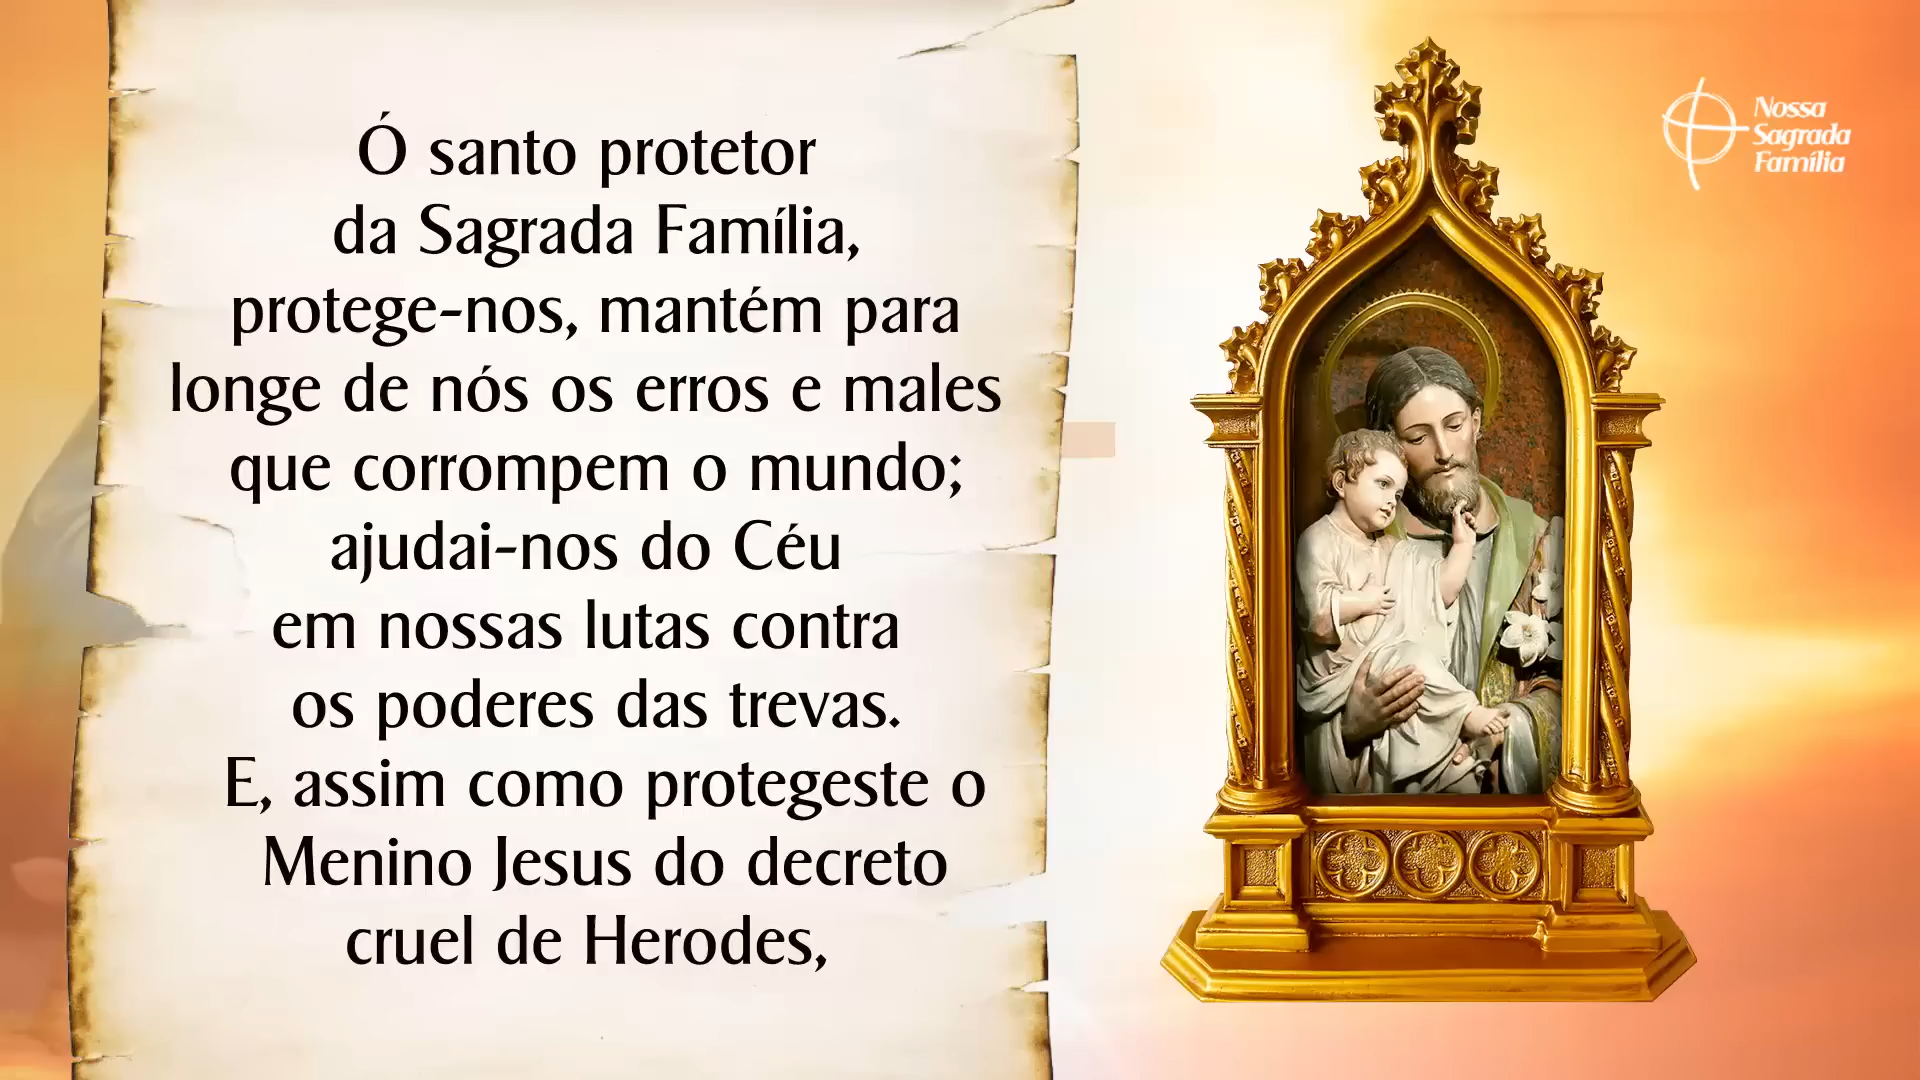 Ó santo protetor
da Sagrada Família,
protege-nos, mantém para
longe de nós os erros e males
que corrompem o mundo;
ajudai-nos do Céu
em nossas lutas contra
os poderes das trevas.
E, assim como protegeste o
Menino Jesus do decreto
cruel de Herodes,
Nossa
Sagrada
Família